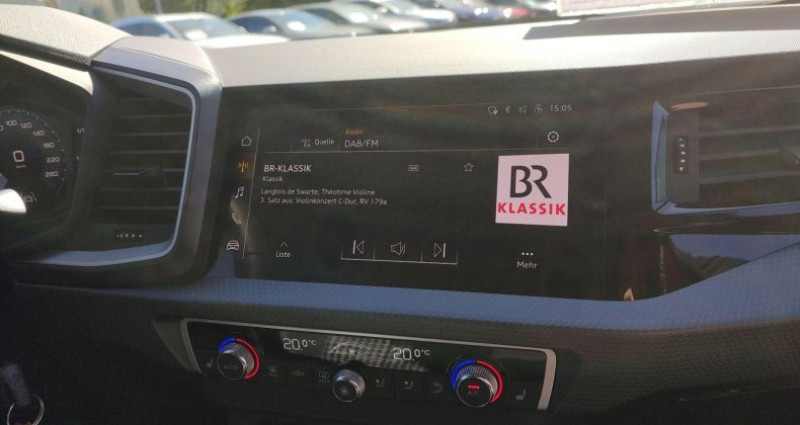 15:05
Radio
Quelle DAB/FM
BR-KLASSIK
Klassik
Langlois de Swarte, Théotime Violine
3. Satz aus: Violinkonzert C-Dur, RV 179a
BR
KLASSIK
Liste
Mehr
20.0°C
20.0°C
A/C
0